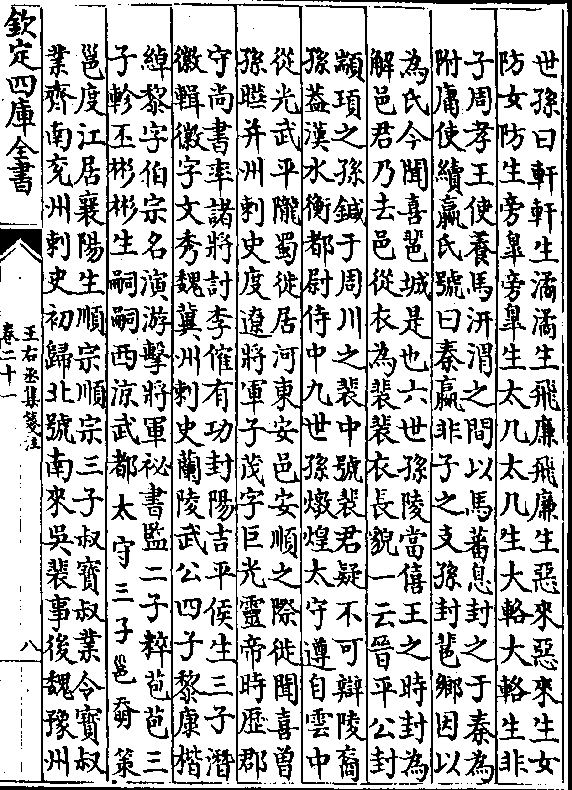 世孫曰軒軒生潏潏生飛廉飛廉生惡來惡來生女
防女防生旁臯旁臯生太几太几生大輅大輅生非
子周孝王使養馬汧渭之間以馬蕃息封之于秦為
附庸使續嬴氏號曰秦嬴非子之支孫封𨛬鄉因以
為氏今聞喜𨛬城是也六世孫陵當僖王之時封為
解邑君乃去邑從衣為裴裴衣長貌一云晉平公封
顓頊之孫鍼于周川之裴中號裴君疑不可辯陵裔
孫葢漢水衡都尉侍中九世孫燉煌太守遵自雲中
從光武平隴蜀徙居河東安邑安順之際徙聞喜曾
孫曄并州刺史度遼將軍子茂字巨光靈帝時歴郡
守尚書率諸將討李傕有功封陽吉平侯生三子潛
徽輯徽字文秀魏冀州刺史蘭陵武公四子黎康楷
綽黎字伯宗名演游擊將軍祕書監二子粹苞苞三
子軫丕彬彬生嗣嗣西涼武都太守三子邕奣策
邕度江居襄陽生順宗順宗三子叔寶叔業令寶叔
業齊南兖州刺史初歸北號南來吳裴事後魏豫州
欽定四庫全書
王右丞集箋注
卷二十一
八